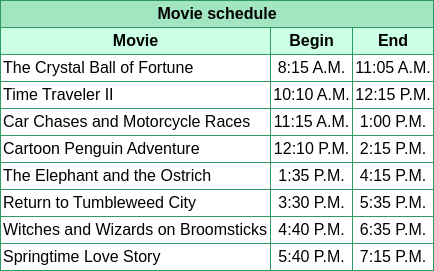 Movie schedule
Movie Begin End
The Crystal Ball of Fortune 8:15 A.M. 11:05 A.M.
Time Traveler II 10:10 A.M. 12:15 P.M.
Car Chases and Motorcycle Races 11:15 A.M. 1:00 P.M.
Cartoon Penguin Adventure 12:10 P.M. 2:15 P.M.
The Elephant and the Ostrich 1:35 P.M. 4:15 P.M.
Return to Tumbleweed City 3:30 P.M. 5:35 P.M.
Witches and Wizards on Broomsticks 4:40 P.M. 6:35 P.M.
Springtime Love Story 5:40 P.M. 7:15 P.M.